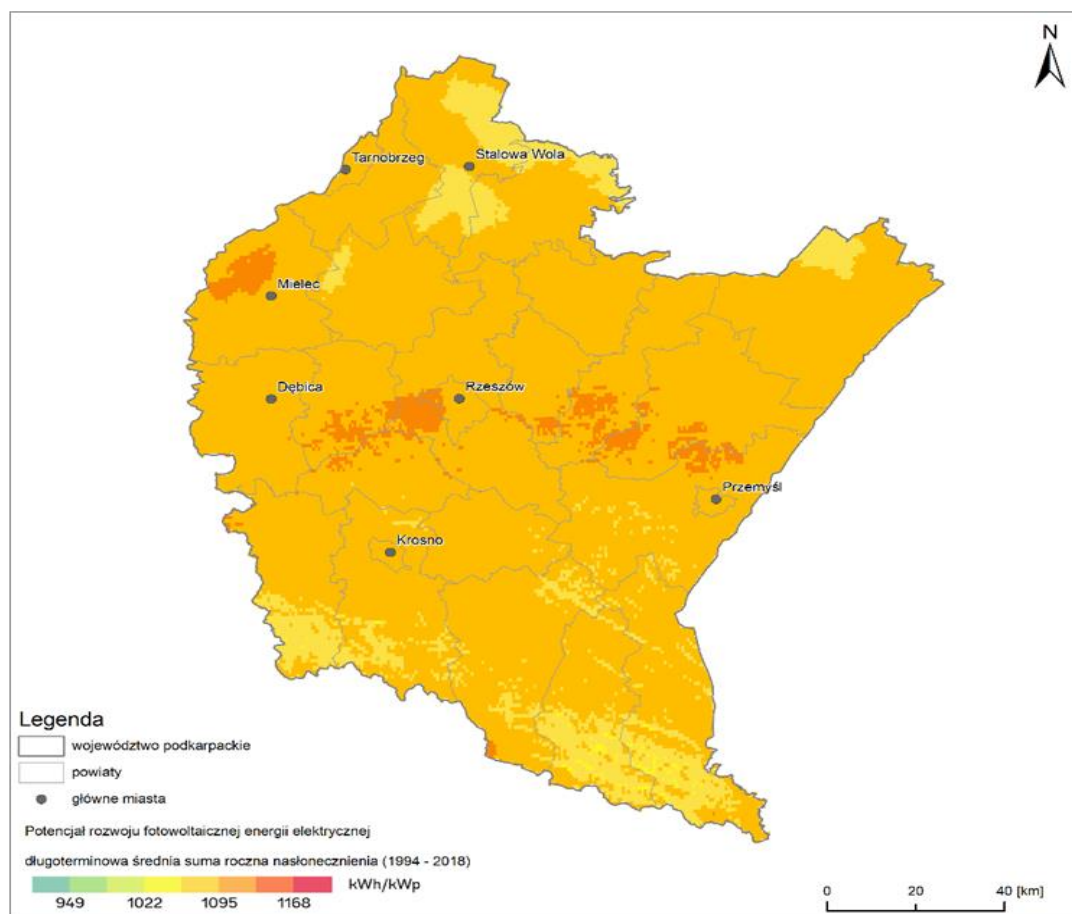 N
Tarnobrzeg
Stalowa Wola
Mielec
Dębica
Rzeszów
Przemyśl
Krosno
Legenda
województwo podkarpackie
powiaty
główne miasta
Potencjał rozwoju fotowoltaicznej energii elektrycznej
długoterminowa średnia suma roczna nasłonecznienia (1994 - 2018)
kWh/kWp
949 1022 1095 1168
0 20 40 [km]